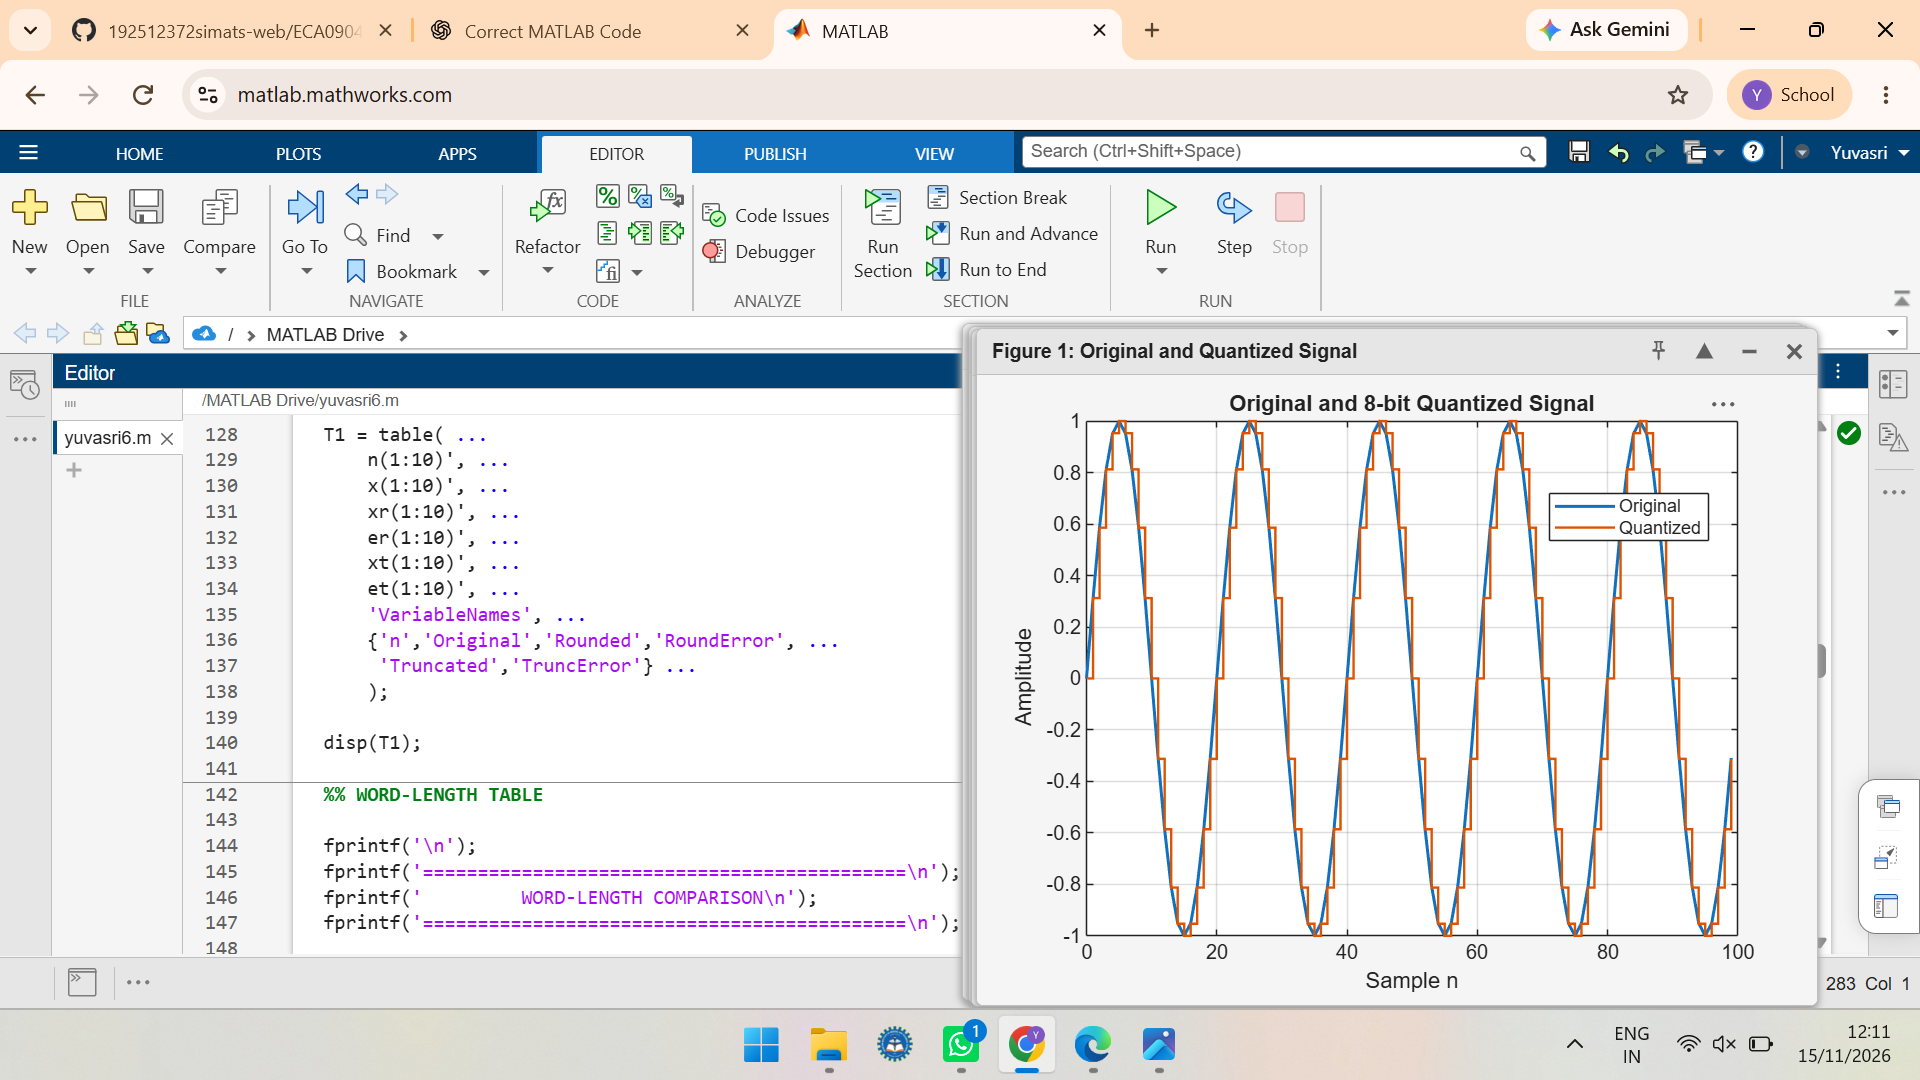 192512372simats-web/ECA0904
Correct MATLAB Code
MATLAB
Ask Gemini
matlab.mathworks.com
Y School
HOME PLOTS APPS EDITOR PUBLISH VIEW
Search (Ctrl+Shift+Space)
Yuvasri
New Open Save Compare
Go To
Find
Bookmark
Refactor
Code Issues
Debugger
Run Section
Section Break
Run and Advance
Run to End
Run Step Stop
FILE NAVIGATE CODE ANALYZE SECTION RUN
/ > MATLAB Drive >
Editor
/MATLAB Drive/yuvasri6.m
yuvasri6.m
128 T1 = table( ...
129 n(1:10)', ...
130 x(1:10)', ...
131 xr(1:10)', ...
132 er(1:10)', ...
133 xt(1:10)', ...
134 et(1:10)', ...
135 'VariableNames', ...
136 {'n','Original','Rounded','RoundError', ...
137 'Truncated','TruncError'} ...
138 );
139
140 disp(T1);
141
142 %% WORD-LENGTH TABLE
143
144 fprintf('\n');
145 fprintf('============================================\n');
146 fprintf(' WORD-LENGTH COMPARISON\n');
147 fprintf('============================================\n');
148
Figure 1: Original and Quantized Signal
Original and 8-bit Quantized Signal
Original
Quantized
1
0.8
0.6
0.4
0.2
0
-0.2
-0.4
-0.6
-0.8
-1
Amplitude
0 20 40 60 80 100
Sample n
283 Col 1
1
Y
ENG
IN
12:11
15/11/2026